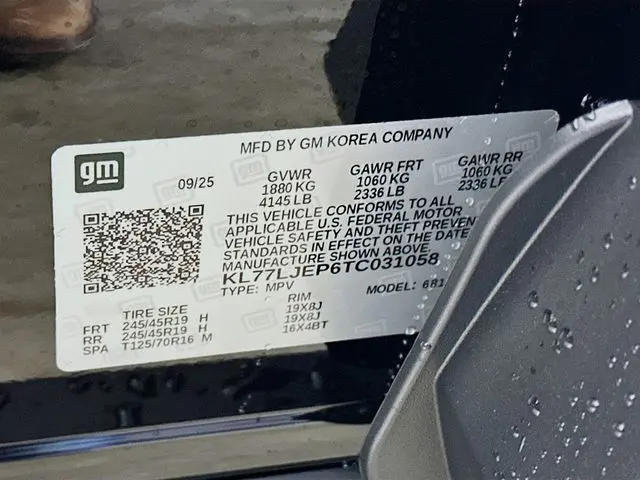 MFD BY GM KOREA COMPANY
gm
09/25
GVWR GAWR FRT GAWR RR
1880 KG 1060 KG 1060 KG
4145 LB 2336 LB 2336 LB
THIS VEHICLE CONFORMS TO ALL
APPLICABLE U.S. FEDERAL MOTOR
VEHICLE SAFETY AND THEFT PREVEN
STANDARDS IN EFFECT ON THE DATE
MANUFACTURE SHOWN ABOVE.
KL77LJEP6TC031058
TYPE: MPV MODEL: 681
TIRE SIZE RIM
FRT 245/45R19 H 19X8J
RR 245/45R19 H 19X8J
SPA T125/70R16 M 16X4BT